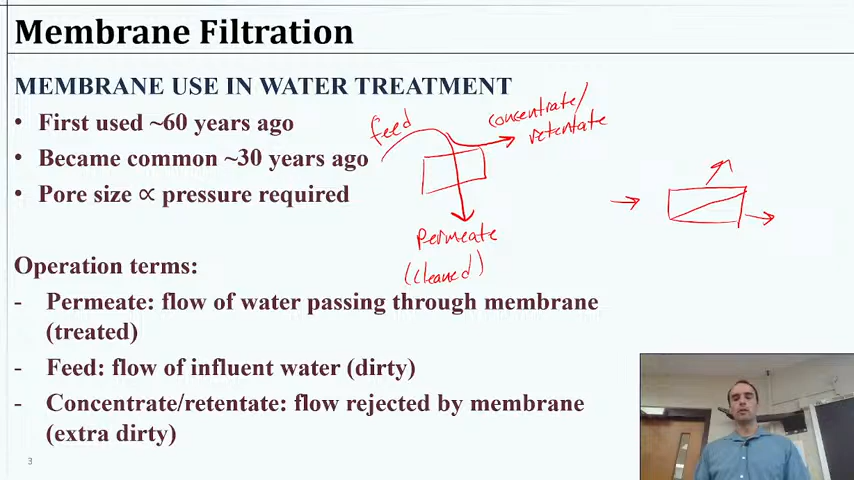 Membrane Filtration
MEMBRANE USE IN WATER TREATMENT
• First used ~60 years ago
• Became common ~30 years ago
• Pore size ∝ pressure required
feed
concentrate/
retentate
permeate
(cleaned)
Operation terms:
- Permeate: flow of water passing through membrane
(treated)
- Feed: flow of influent water (dirty)
- Concentrate/retentate: flow rejected by membrane
(extra dirty)
3